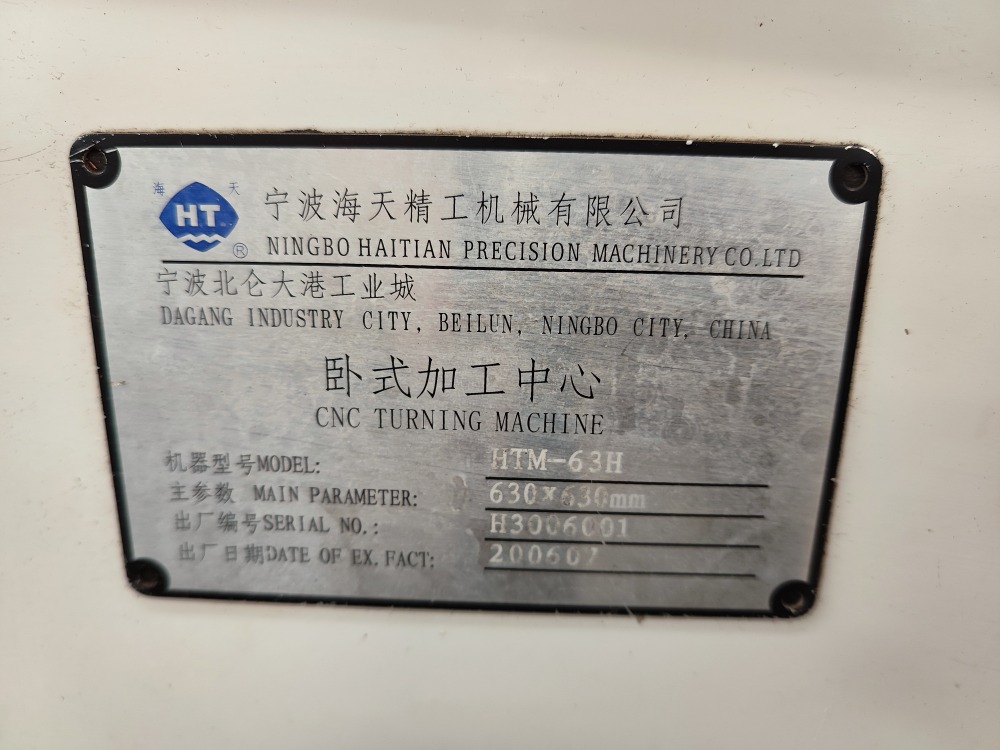 海 天
HT
®
宁波海天精工机械有限公司
NINGBO HAITIAN PRECISION MACHINERY CO.LTD
宁波北仑大港工业城
DAGANG INDUSTRY CITY, BEILUN, NINGBO CITY, CHINA
卧式加工中心
CNC TURNING MACHINE
机器型号MODEL: HTM-63H
主参数 MAIN PARAMETER: 630×630mm
出厂编号SERIAL NO.: H3006001
出厂日期DATE OF EX. FACT: 200607